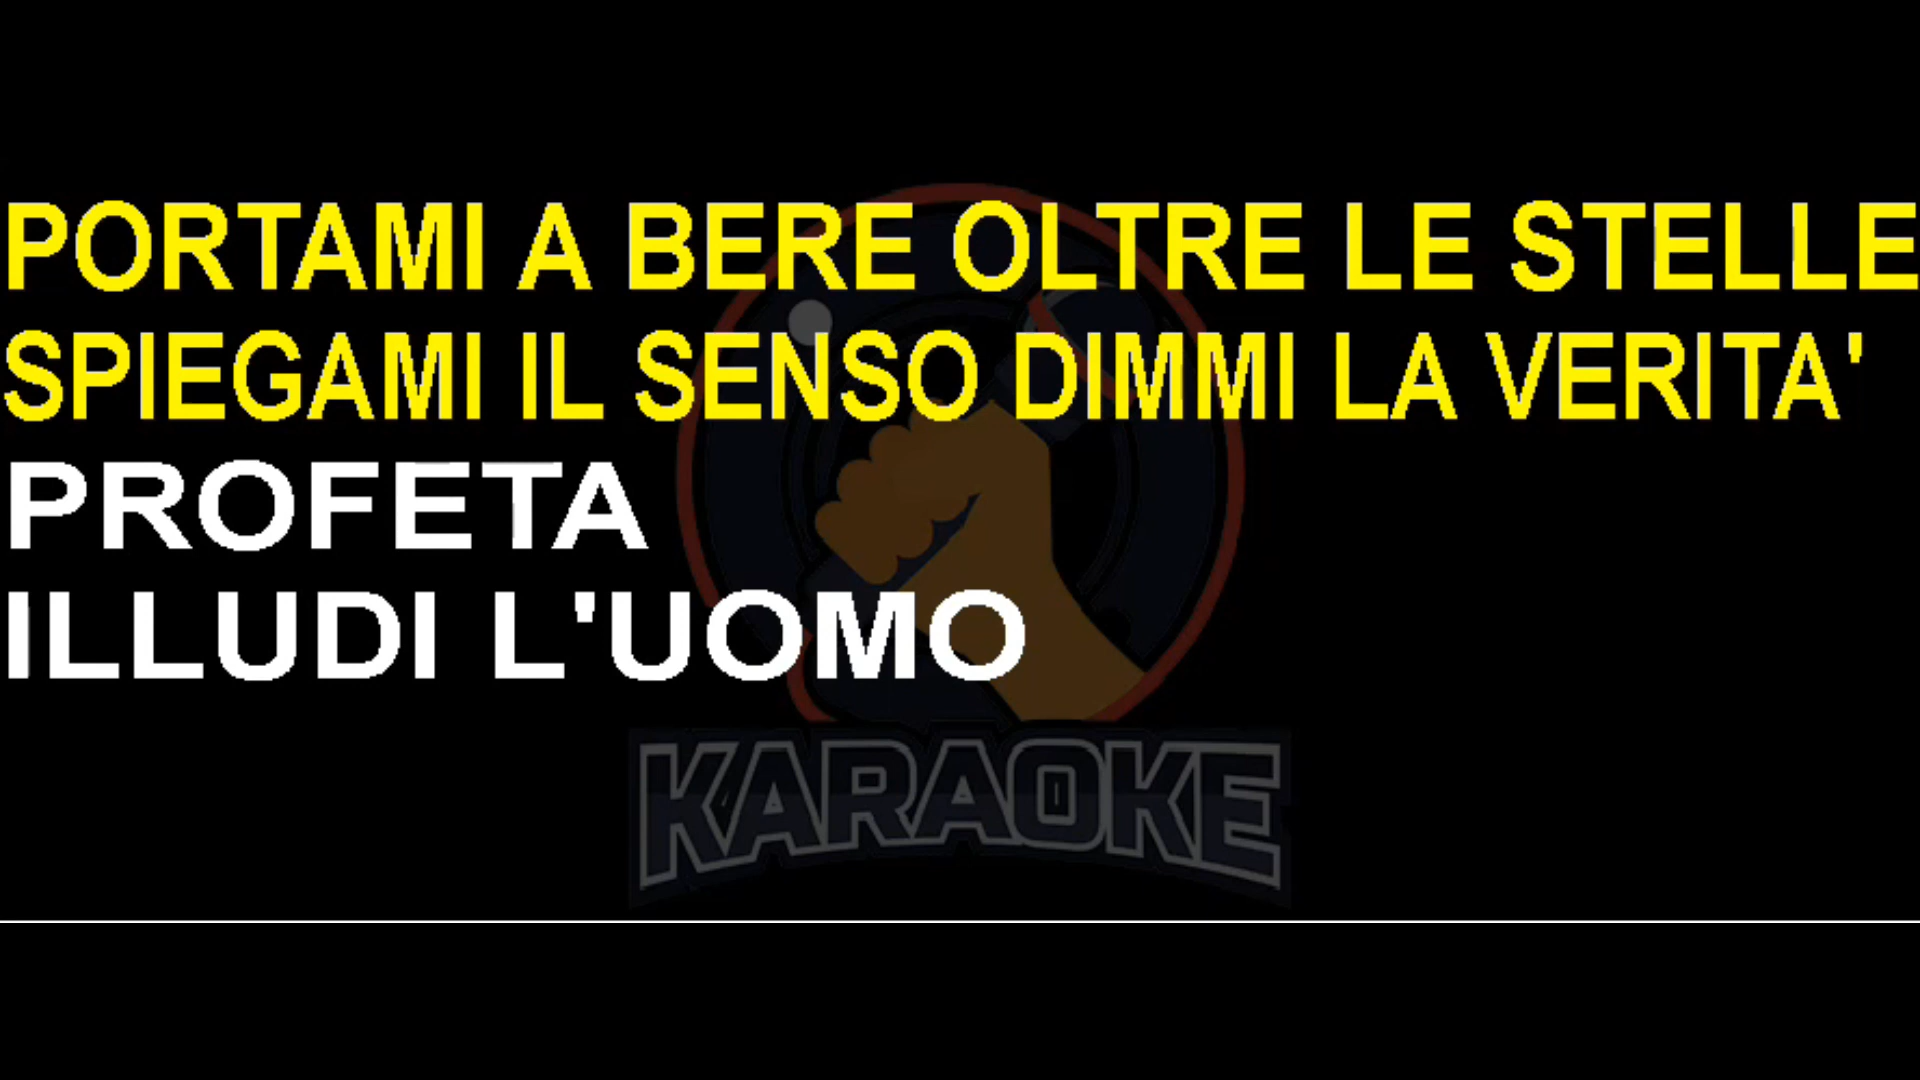 PORTAMI A BERE OLTRE LE STELLE
SPIEGAMI IL SENSO DIMMI LA VERITA'
PROFETA
ILLUDI L'UOMO
KARAOKE